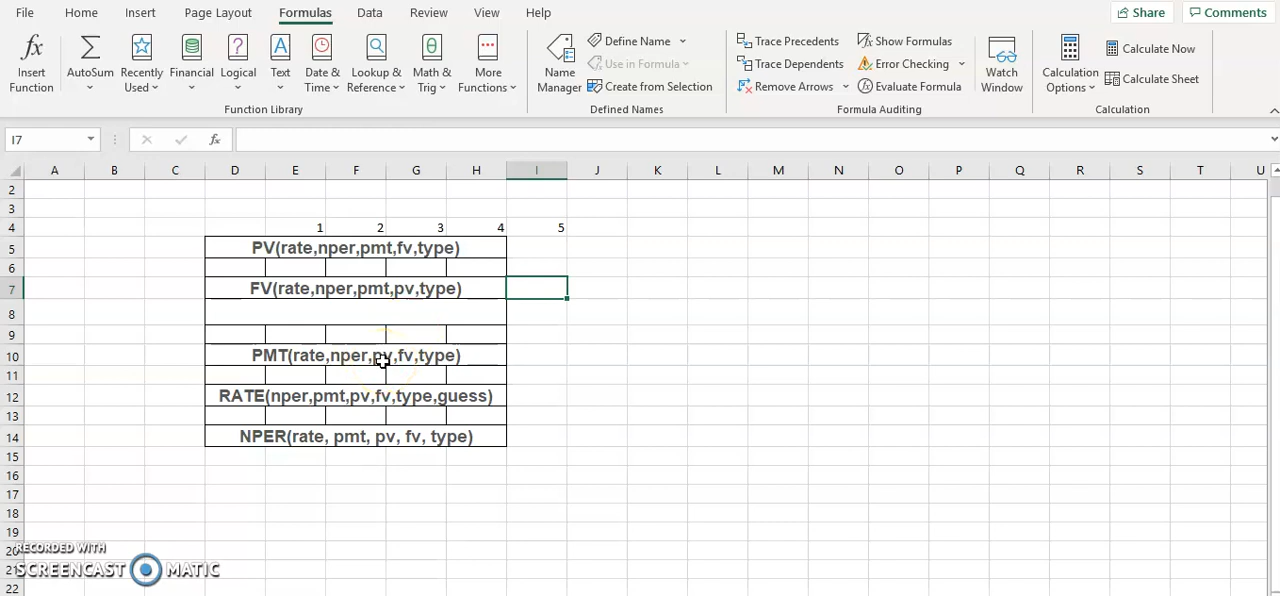 File Home Insert Page Layout Formulas Data Review View Help Share Comments
Insert Function
AutoSum
Recently Used
Financial
Logical
Text
Date & Time
Lookup & Reference
Math & Trig
More Functions
Function Library
Name Manager
Define Name
Use in Formula
Create from Selection
Defined Names
Trace Precedents
Trace Dependents
Remove Arrows
Show Formulas
Error Checking
Evaluate Formula
Formula Auditing
Watch Window
Calculation Options
Calculate Now
Calculate Sheet
Calculation
I7 fx
A B C D E F G H I J K L M N O P Q R S T U
2
3
4 1 2 3 4 5
5 PV(rate,nper,pmt,fv,type)
6
7 FV(rate,nper,pmt,pv,type)
8
9
10 PMT(rate,nper,pv,fv,type)
11
12 RATE(nper,pmt,pv,fv,type,guess)
13
14 NPER(rate, pmt, pv, fv, type)
15
16
17
18
19
20
21
22
RECORDED WITH
SCREENCAST MATIC